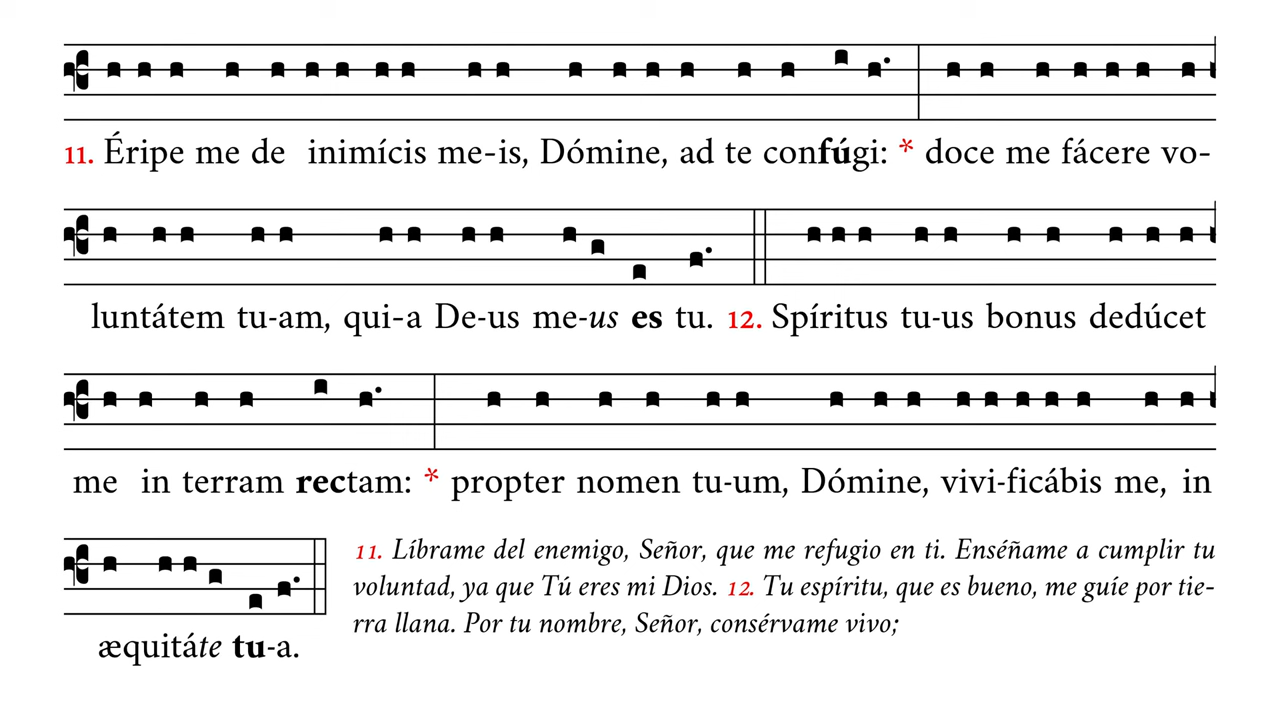 11. Éripe me de inimícis me-is, Dómine, ad te confúgi: * doce me fácere vo-
luntátem tu-am, qui-a De-us me-us es tu. 12. Spíritus tu-us bonus dedúcet
me in terram rectam: * propter nomen tu-um, Dómine, vivi-ficábis me, in
æquitáte tu-a.
11. Líbrame del enemigo, Señor, que me refugio en ti. Enséñame a cumplir tu
voluntad, ya que Tú eres mi Dios. 12. Tu espíritu, que es bueno, me guíe por tie-
rra llana. Por tu nombre, Señor, consérvame vivo;